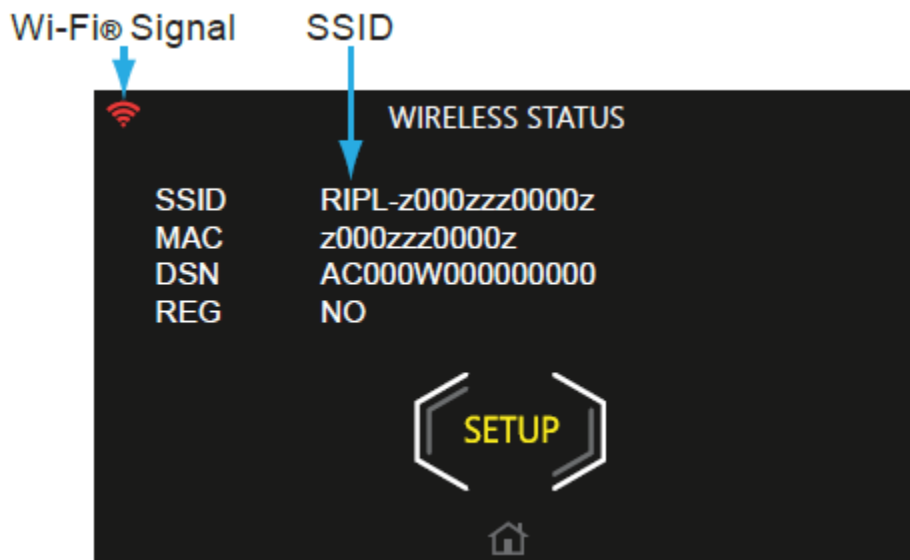 Wi-Fi® Signal SSID
WIRELESS STATUS
SSID RIPL-z000zzz0000z
MAC z000zzz0000z
DSN AC000W000000000
REG NO
SETUP